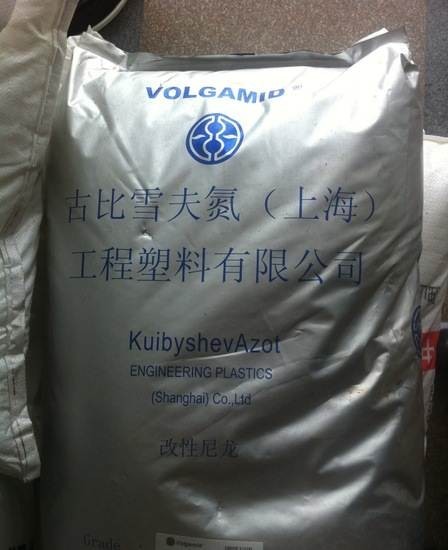 VOLGAMID®
古比雪夫氮（上海）
工程塑料有限公司
KuibyshevAzot
ENGINEERING PLASTICS
(Shanghai) Co.,Ltd
改性尼龙
Grade